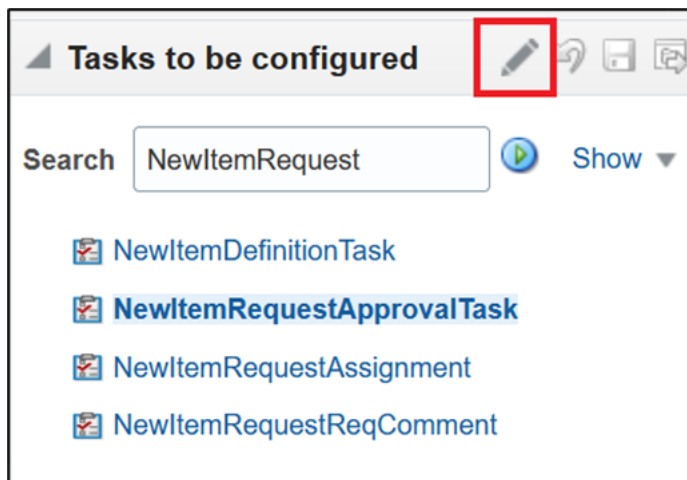 Tasks to be configured
Search NewItemRequest Show
NewItemDefinitionTask
NewItemRequestApprovalTask
NewItemRequestAssignment
NewItemRequestReqComment